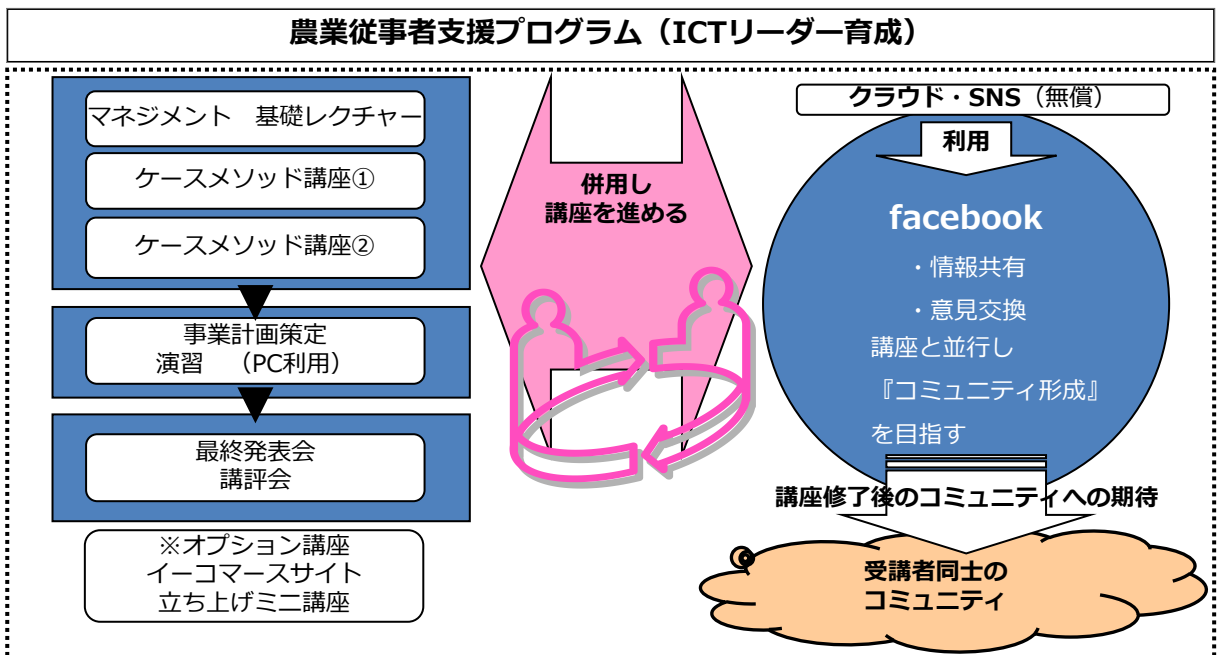 農業従事者支援プログラム（ICTリーダー育成）
マネジメント　基礎レクチャー
ケースメソッド講座①
ケースメソッド講座②
事業計画策定
演習　（PC利用）
最終発表会
講評会
※オプション講座
イーコマースサイト
立ち上げミニ講座
併用し
講座を進める
クラウド・SNS（無償）
利用
facebook
・情報共有
・意見交換
講座と並行し
『コミュニティ形成』
を目指す
講座修了後のコミュニティへの期待
受講者同士の
コミュニティ